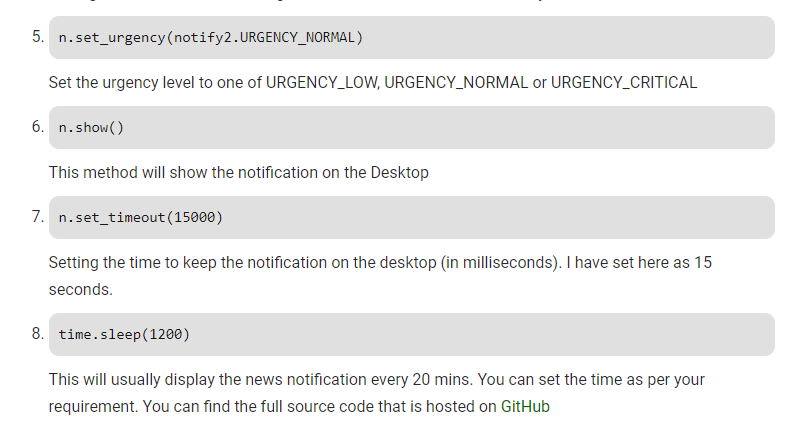 5. n.set_urgency(notify2.URGENCY_NORMAL)
Set the urgency level to one of URGENCY_LOW, URGENCY_NORMAL or URGENCY_CRITICAL
6. n.show()
This method will show the notification on the Desktop
7. n.set_timeout(15000)
Setting the time to keep the notification on the desktop (in milliseconds). I have set here as 15
seconds.
8. time.sleep(1200)
This will usually display the news notification every 20 mins. You can set the time as per your
requirement. You can find the full source code that is hosted on GitHub